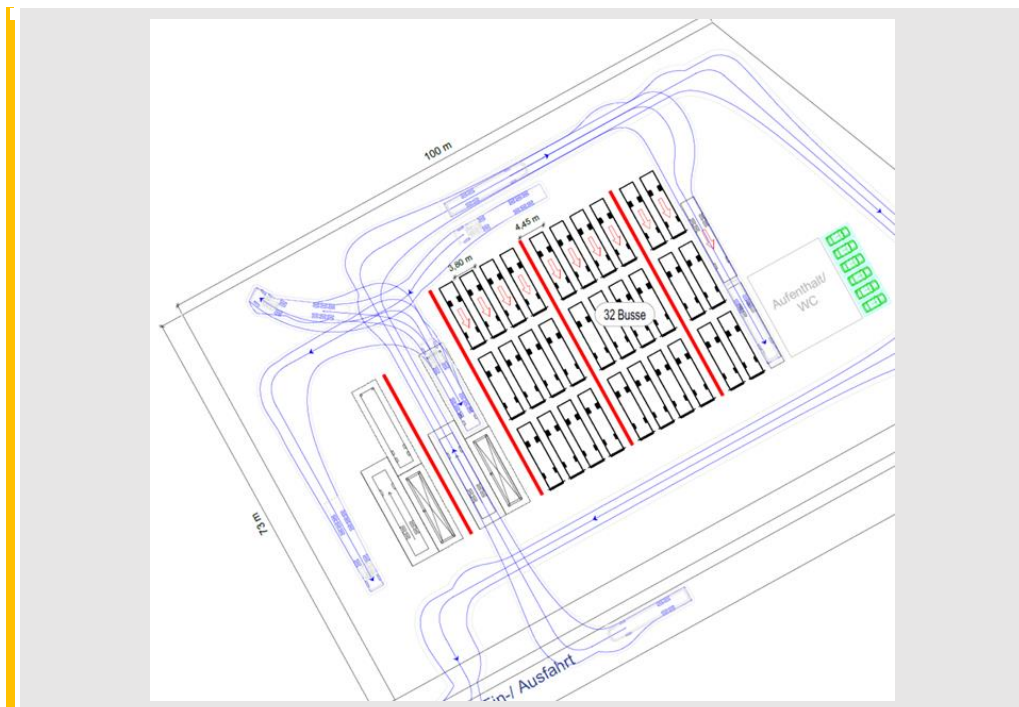 100 m
4,45 m
3,80 m
32 Busse
Aufenthalt/
WC
73 m
Ein-/ Ausfahrt